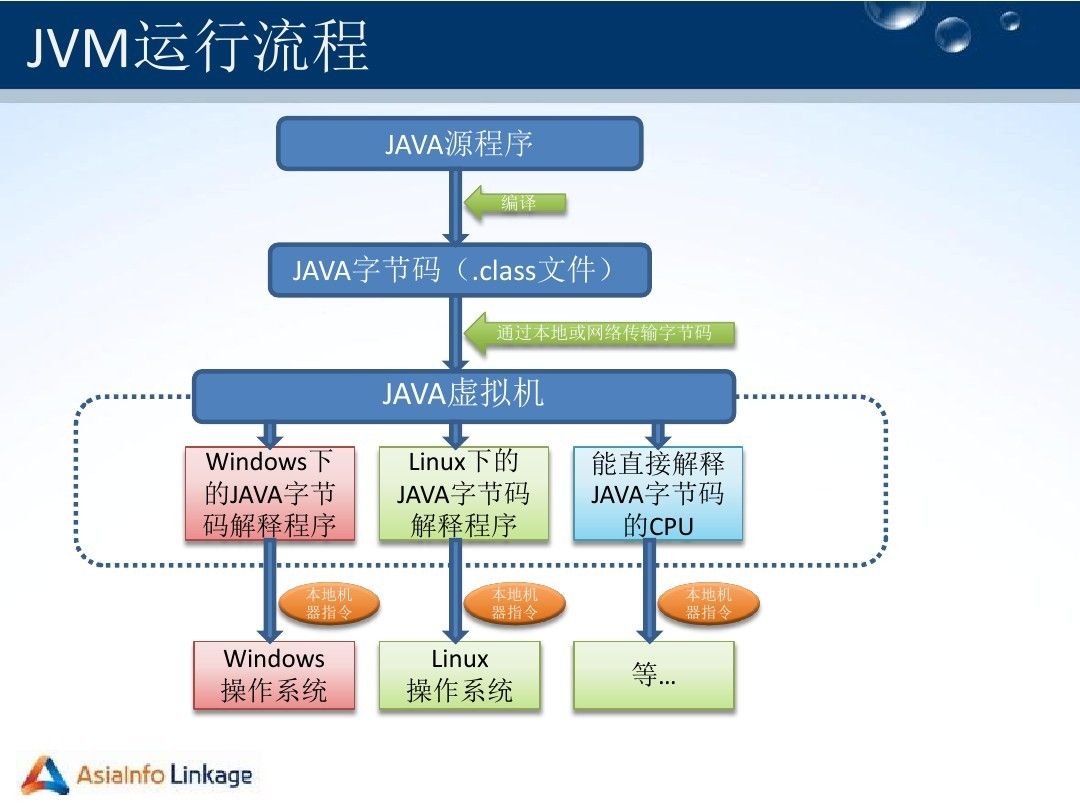 JVM运行流程
JAVA源程序
编译
JAVA字节码（.class文件）
通过本地或网络传输字节码
JAVA虚拟机
Windows下
的JAVA字节
码解释程序
Linux下的
JAVA字节码
解释程序
能直接解释
JAVA字节码
的CPU
本地机
器指令
本地机
器指令
本地机
器指令
Windows
操作系统
Linux
操作系统
等...
AsiaInfo Linkage